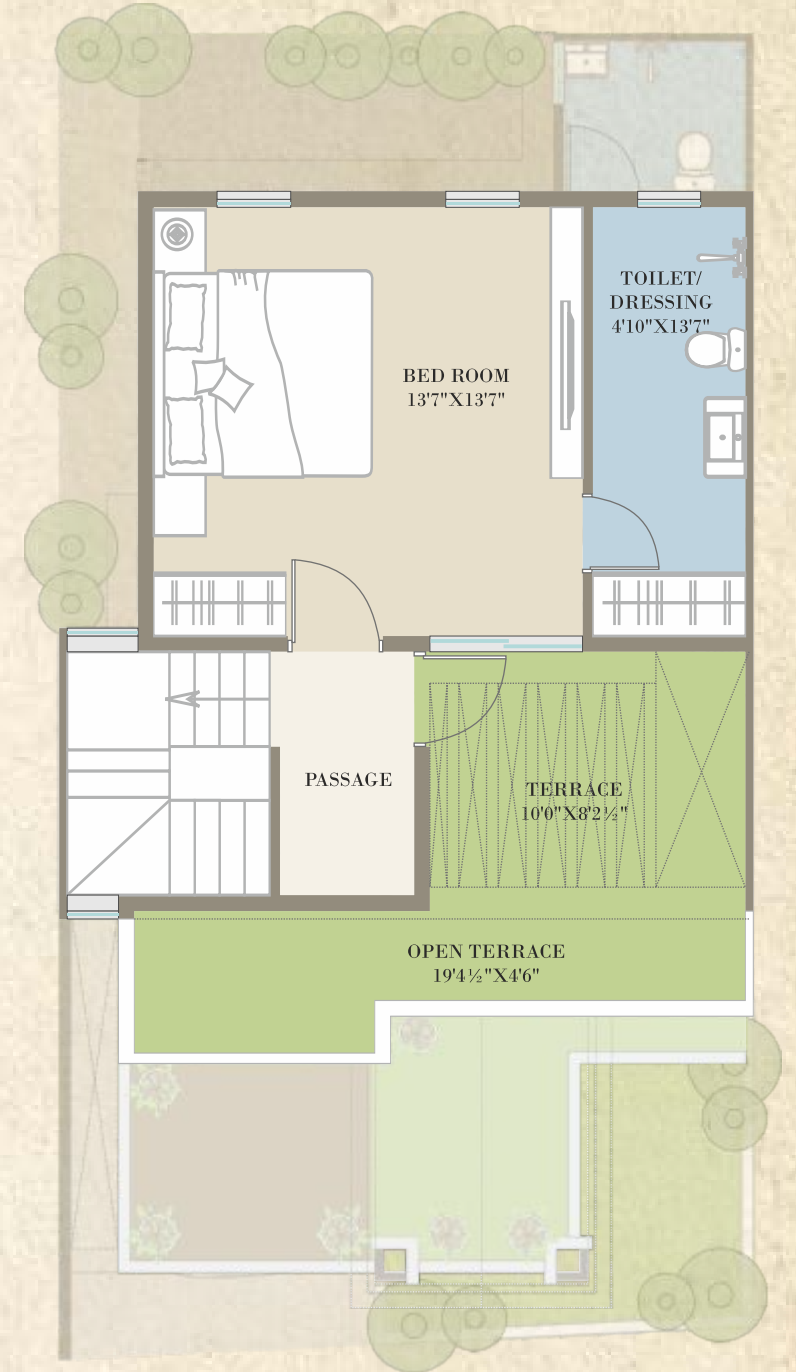 TOILET/
DRESSING
4'10"X13'7"
BED ROOM
13'7"X13'7"
PASSAGE
TERRACE
10'0"X8'2½"
OPEN TERRACE
19'4½"X4'6"